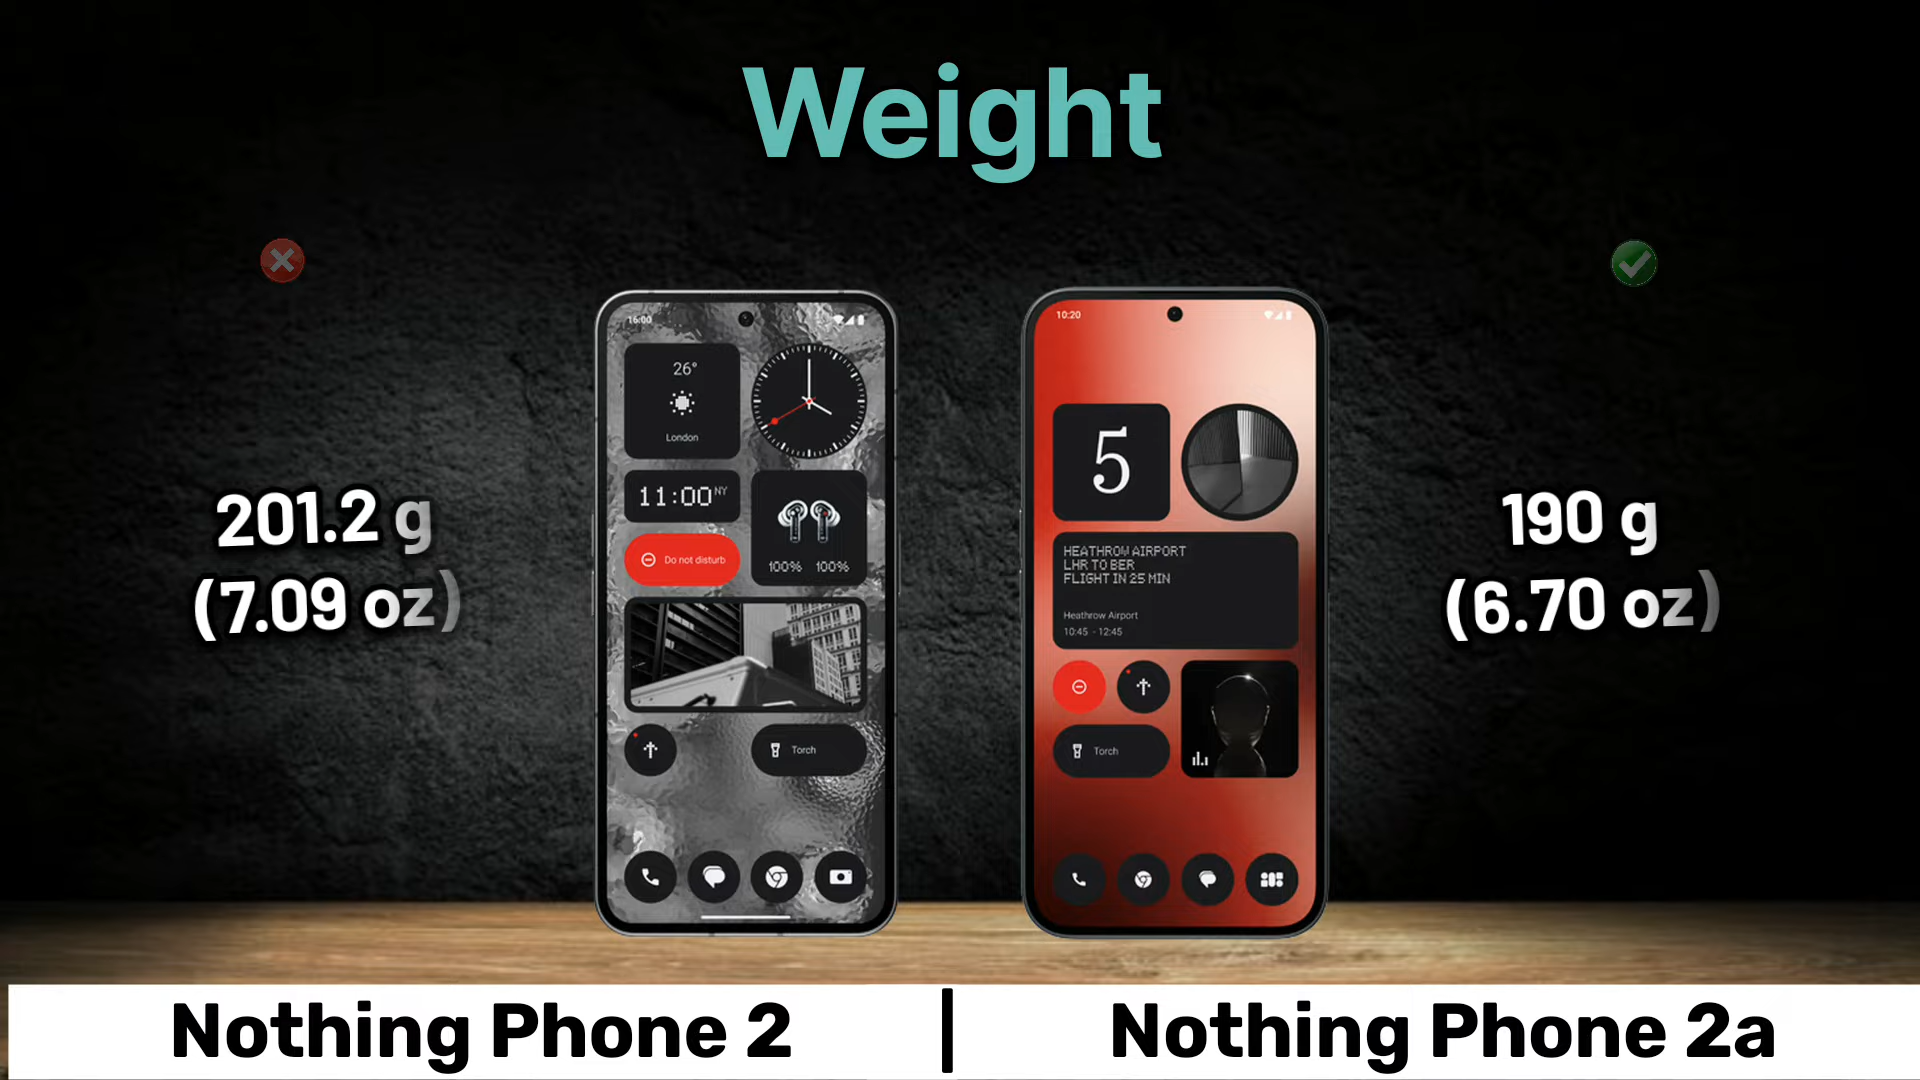 Weight
201.2 g
(7.09 oz)
190 g
(6.70 oz)
16:00
26°
London
11:00 NY
Do not disturb
100% 100%
Torch
10:20
5
HEATHROW AIRPORT
LHR TO BER
FLIGHT IN 25 MIN
Heathrow Airport
10:45 - 12:45
Torch
Nothing Phone 2 | Nothing Phone 2a